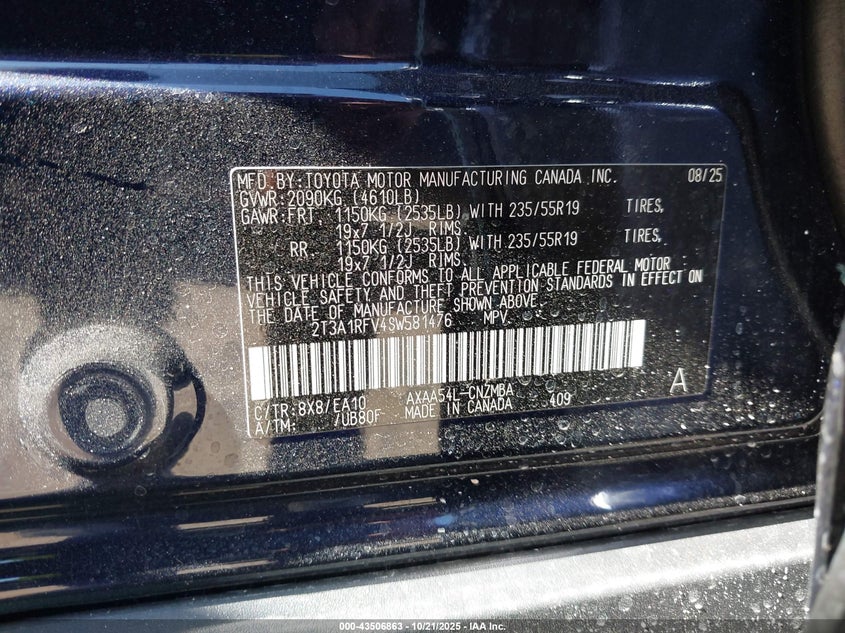 MFD.BY:TOYOTA MOTOR MANUFACTURING CANADA INC. 08/25
GVWR:2090KG (4610LB)
GAWR:FRT. 1150KG (2535LB) WITH 235/55R19 TIRES,
19x7 1/2J RIMS.
RR. 1150KG (2535LB) WITH 235/55R19 TIRES,
19x7 1/2J RIMS.
THIS VEHICLE CONFORMS TO ALL APPLICABLE FEDERAL MOTOR
VEHICLE SAFETY AND THEFT PREVENTION STANDARDS IN EFFECT ON
THE DATE OF MANUFACTURE SHOWN ABOVE.
2T3A1RFV4SW581476 MPV.
C/TR:8X8/EA10 AXAA54L-CNZMBA A
A/TM: /UB80F MADE IN CANADA 409
000-43506863 - 10/21/2025 - IAA Inc.